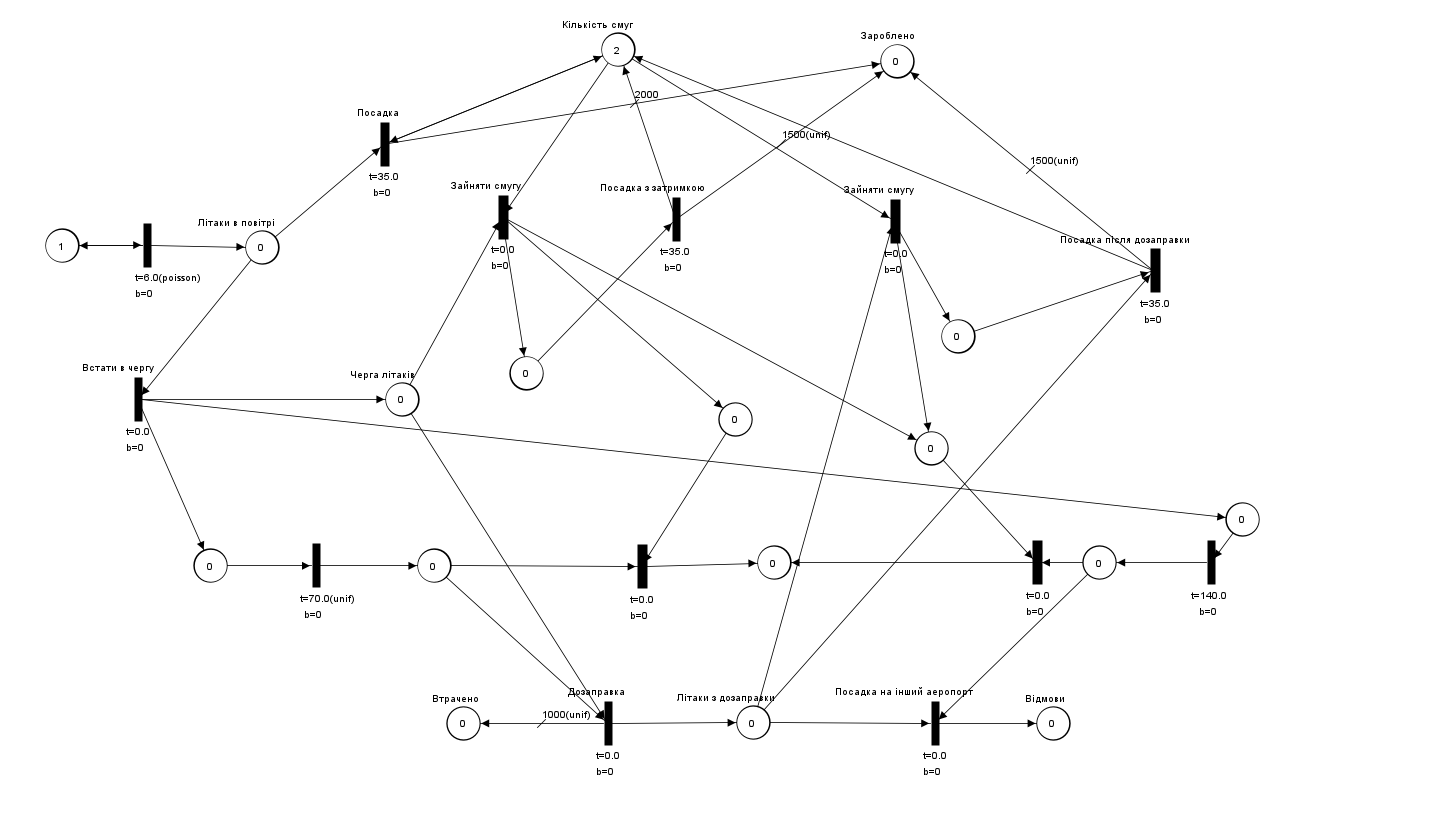 Кількість смуг
2
Зароблено
0
2000
Посадка
t=35.0
b=0
1500(unif)
1500(unif)
Зайняти смугу
t=0.0
b=0
Посадка з затримкою
t=35.0
b=0
Зайняти смугу
t=0.0
b=0
Посадка після дозаправки
t=35.0
b=0
1
t=6.0(poisson)
b=0
Літаки в повітрі
0
0
0
Встати в чергу
t=0.0
b=0
Черга літаків
0
0
0
0
0
t=70.0(unif)
b=0
0
t=0.0
b=0
0
t=0.0
b=0
0
t=140.0
b=0
Втрачено
0
1000(unif)
Дозаправка
t=0.0
b=0
Літаки з дозаправки
0
Посадка на інший аеропорт
t=0.0
b=0
Відмови
0